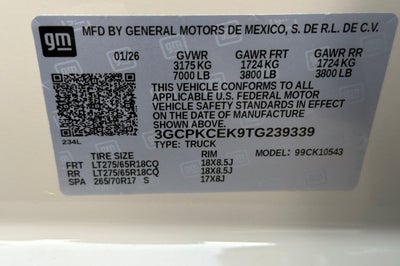 gm
MFD BY GENERAL MOTORS DE MEXICO, S. DE R.L. DE C.V.
01/26 GVWR GAWR FRT GAWR RR
3175 KG 1724 KG 1724 KG
7000 LB 3800 LB 3800 LB
THIS VEHICLE CONFORMS TO ALL
APPLICABLE U.S. FEDERAL MOTOR
VEHICLE SAFETY STANDARDS IN EFFECT
ON THE DATE OF MANUFACTURE SHOWN ABOVE.
3GCPKCEK9TG239339
234L TYPE: TRUCK
TIRE SIZE RIM MODEL: 99CK10543
FRT LT275/65R18CQ 18X8.5J
RR LT275/65R18CQ 18X8.5J
SPA 265/70R17 S 17X8J